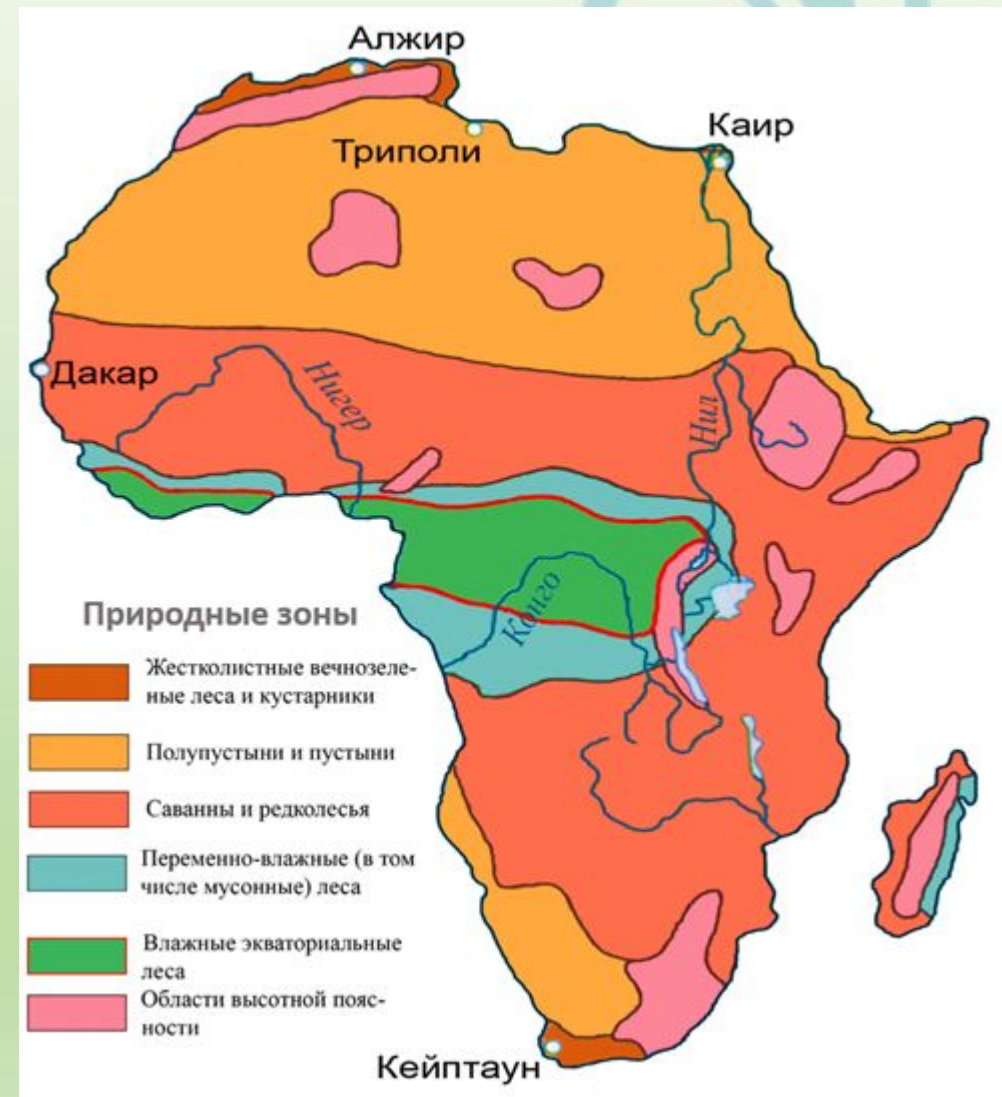 Алжир
Каир
Триполи
Дакар
Нигер
Нил
Конго
Природные зоны
Жестколистные вечнозеле-
ные леса и кустарники
Полупустыни и пустыни
Саванны и редколесья
Переменно-влажные (в том
числе мусонные) леса
Влажные экваториальные
леса
Области высотной пояс-
ности
Кейптаун